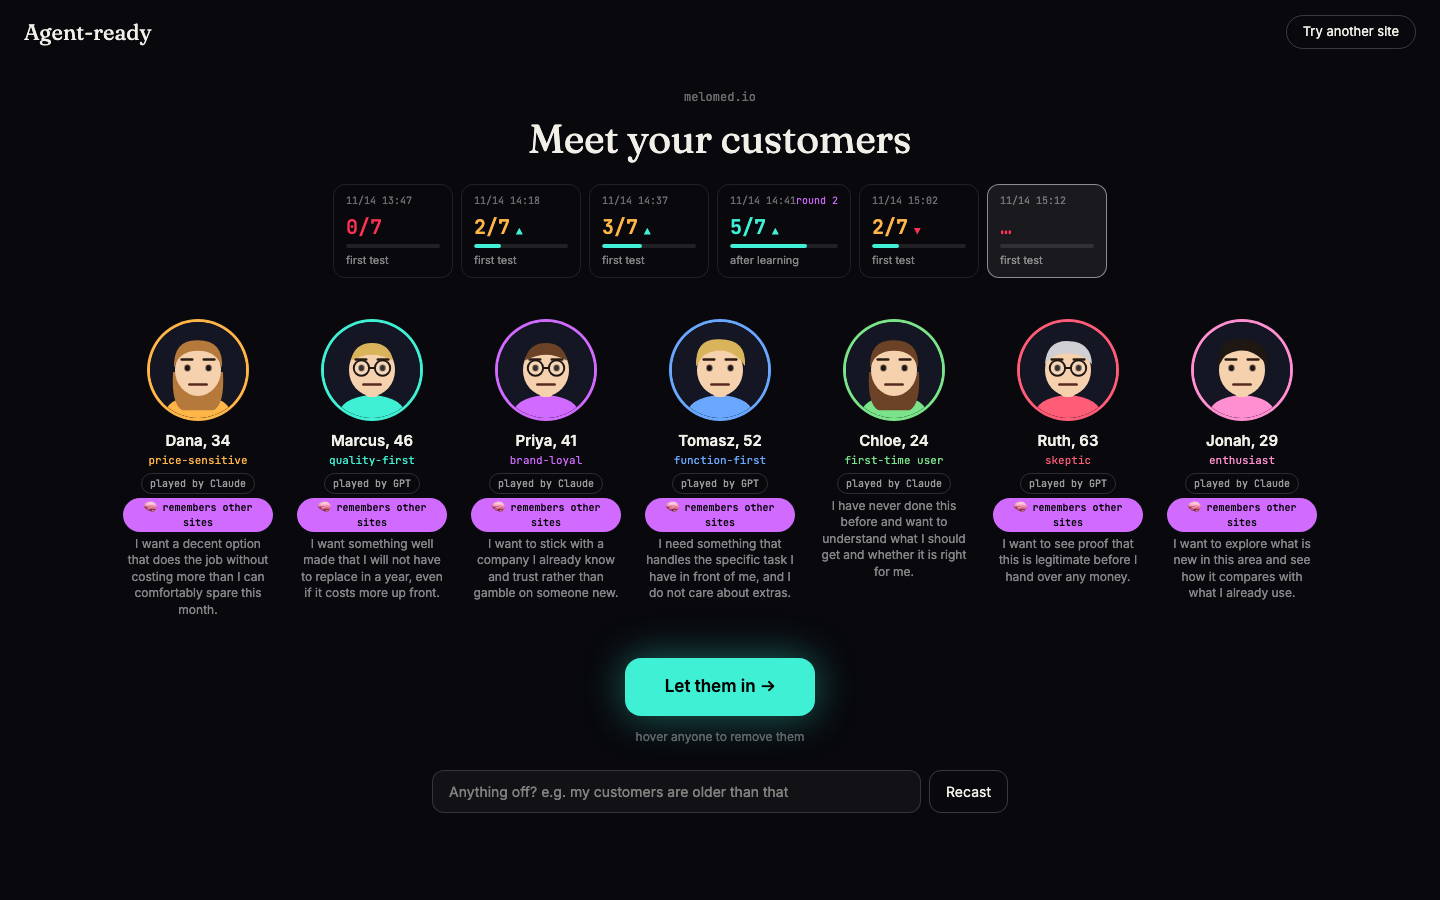 Agent-ready
Try another site
melomed.io
Meet your customers
11/14 13:47
0/7
first test
11/14 14:18
2/7 ▲
first test
11/14 14:37
3/7 ▲
first test
11/14 14:41round 2
5/7 ▲
after learning
11/14 15:02
2/7 ▼
first test
11/14 15:12
…
first test
Dana, 34
price-sensitive
played by Claude
🧠 remembers other
sites
I want a decent option
that does the job without
costing more than I can
comfortably spare this
month.
Marcus, 46
quality-first
played by GPT
🧠 remembers other
sites
I want something well
made that I will not have
to replace in a year, even
if it costs more up front.
Priya, 41
brand-loyal
played by Claude
🧠 remembers other
sites
I want to stick with a
company I already know
and trust rather than
gamble on someone new.
Tomasz, 52
function-first
played by GPT
🧠 remembers other
sites
I need something that
handles the specific task I
have in front of me, and I
do not care about extras.
Chloe, 24
first-time user
played by Claude
I have never done this
before and want to
understand what I should
get and whether it is right
for me.
Ruth, 63
skeptic
played by GPT
🧠 remembers other
sites
I want to see proof that
this is legitimate before I
hand over any money.
Jonah, 29
enthusiast
played by Claude
🧠 remembers other
sites
I want to explore what is
new in this area and see
how it compares with
what I already use.
Let them in →
hover anyone to remove them
Anything off? e.g. my customers are older than that
Recast